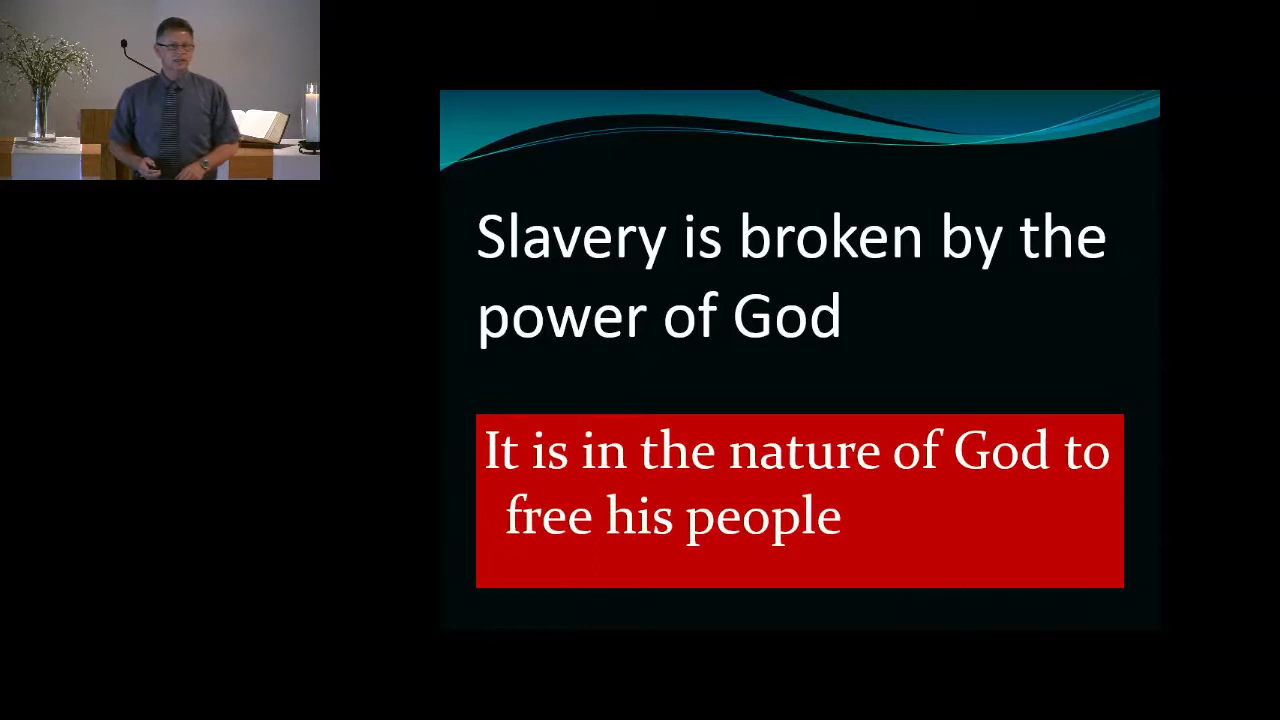 Slavery is broken by the
power of God
It is in the nature of God to
free his people